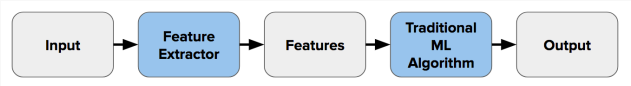 Input
Feature
Extractor
Features
Traditional
ML
Algorithm
Output